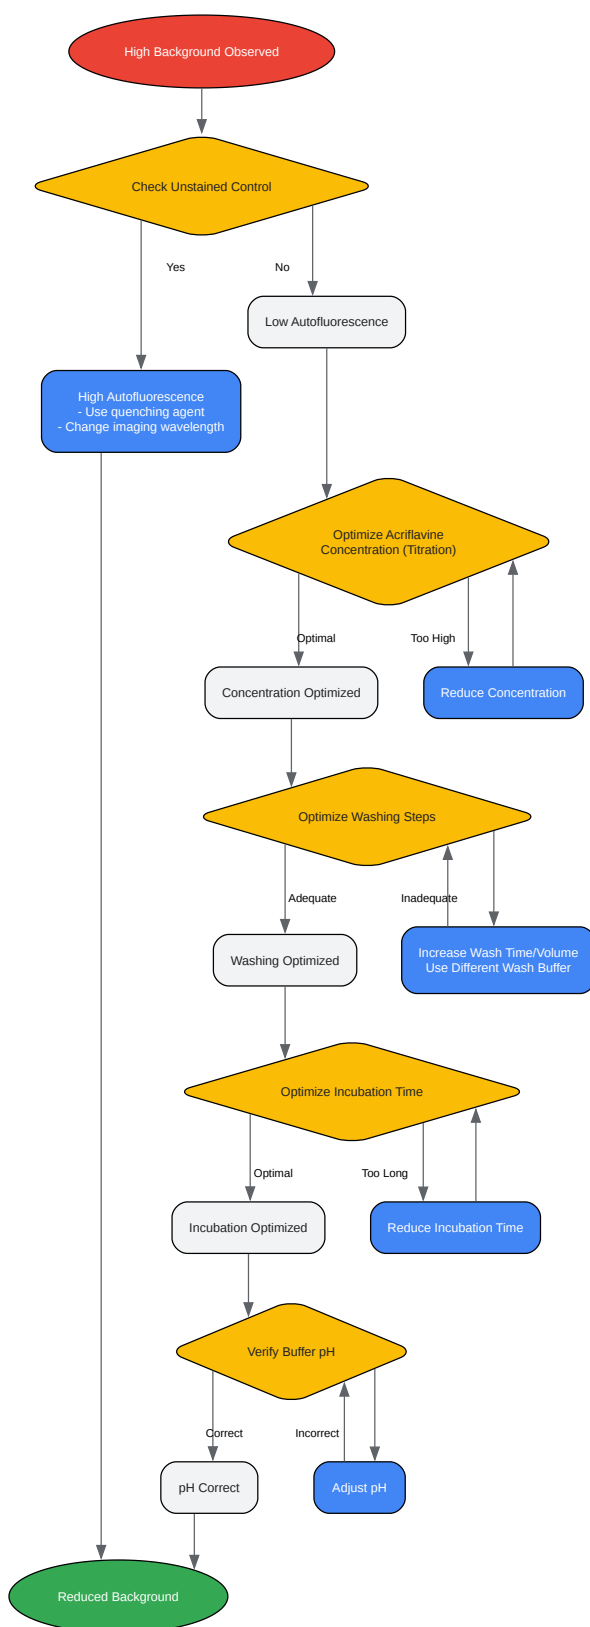 High Background Observed
Check Unstained Control
Yes
No
Low Autofluorescence
High Autofluorescence
- Use quenching agent
- Change imaging wavelength
Optimize Acriflavine
Concentration (Titration)
Optimal
Too High
Concentration Optimized
Reduce Concentration
Optimize Washing Steps
Adequate
Inadequate
Washing Optimized
Increase Wash Time/Volume
Use Different Wash Buffer
Optimize Incubation Time
Optimal
Too Long
Incubation Optimized
Reduce Incubation Time
Verify Buffer pH
Correct
Incorrect
pH Correct
Adjust pH
Reduced Background